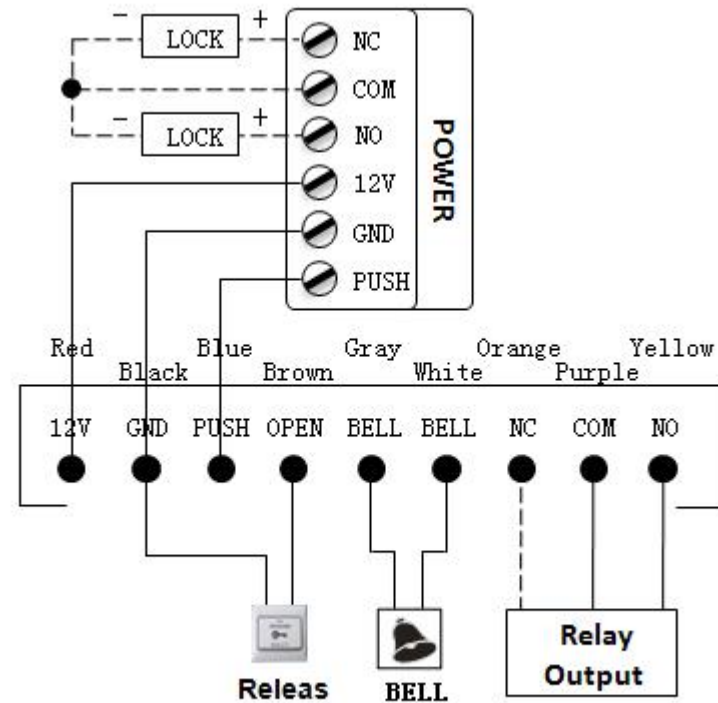 - LOCK + NC
COM
- LOCK + NO
12V
GND
PUSH
POWER
Red Blue Gray Orange Yellow
Black Brown White Purple
12V GND PUSH OPEN BELL BELL NC COM NO
Releas
BELL
Relay
Output